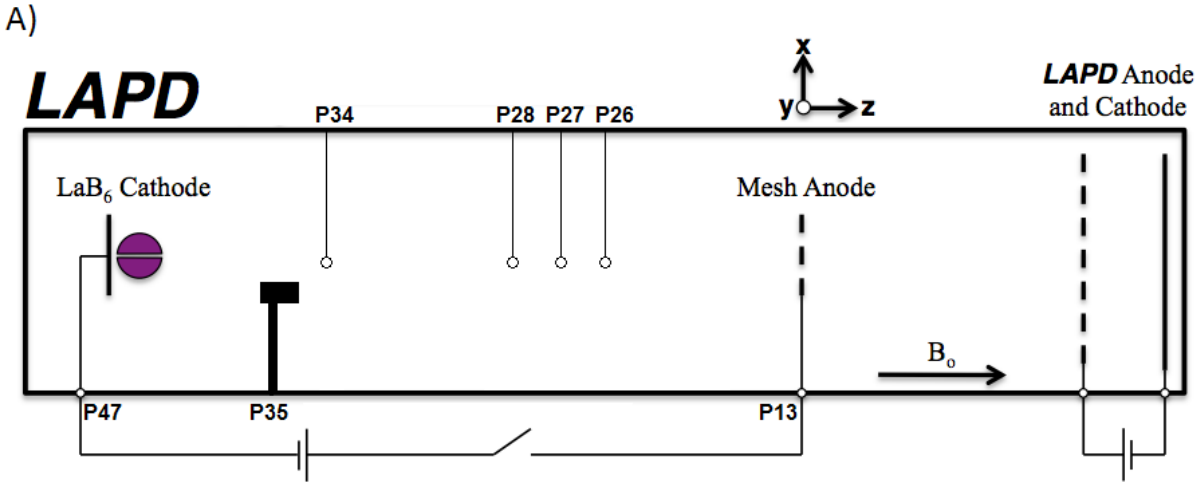 A)
LAPD
P34
P28
P27
P26
x
y
z
LAPD Anode
and Cathode
LaB₆ Cathode
Mesh Anode
Bₒ
P47
P35
P13